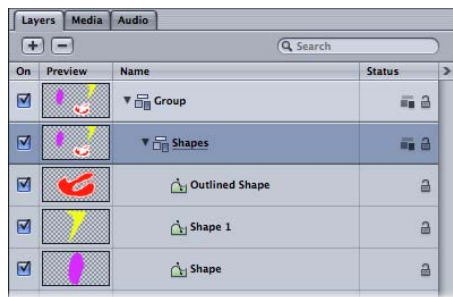 Layers Media Audio
+ − Search
On Preview Name Status >
Group
Shapes
Outlined Shape
Shape 1
Shape